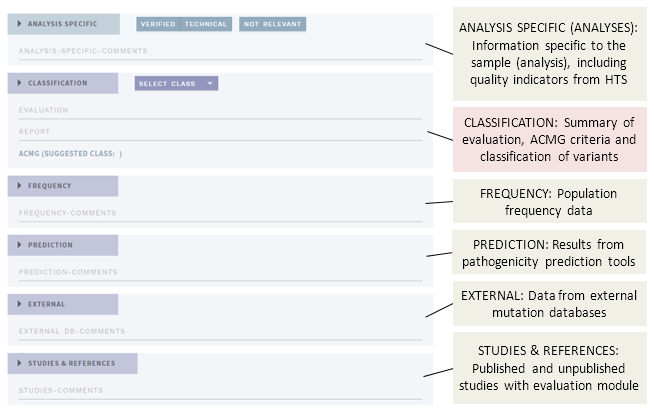 ANALYSIS SPECIFIC
VERIFIED TECHNICAL NOT RELEVANT
ANALYSIS-SPECIFIC-COMMENTS
ANALYSIS SPECIFIC (ANALYSES):
Information specific to the
sample (analysis), including
quality indicators from HTS
CLASSIFICATION
SELECT CLASS
EVALUATION
REPORT
ACMG (SUGGESTED CLASS: )
CLASSIFICATION: Summary of
evaluation, ACMG criteria and
classification of variants
FREQUENCY
FREQUENCY-COMMENTS
FREQUENCY: Population
frequency data
PREDICTION
PREDICTION-COMMENTS
PREDICTION: Results from
pathogenicity prediction tools
EXTERNAL
EXTERNAL DB-COMMENTS
EXTERNAL: Data from external
mutation databases
STUDIES & REFERENCES
STUDIES-COMMENTS
STUDIES & REFERENCES:
Published and unpublished
studies with evaluation module